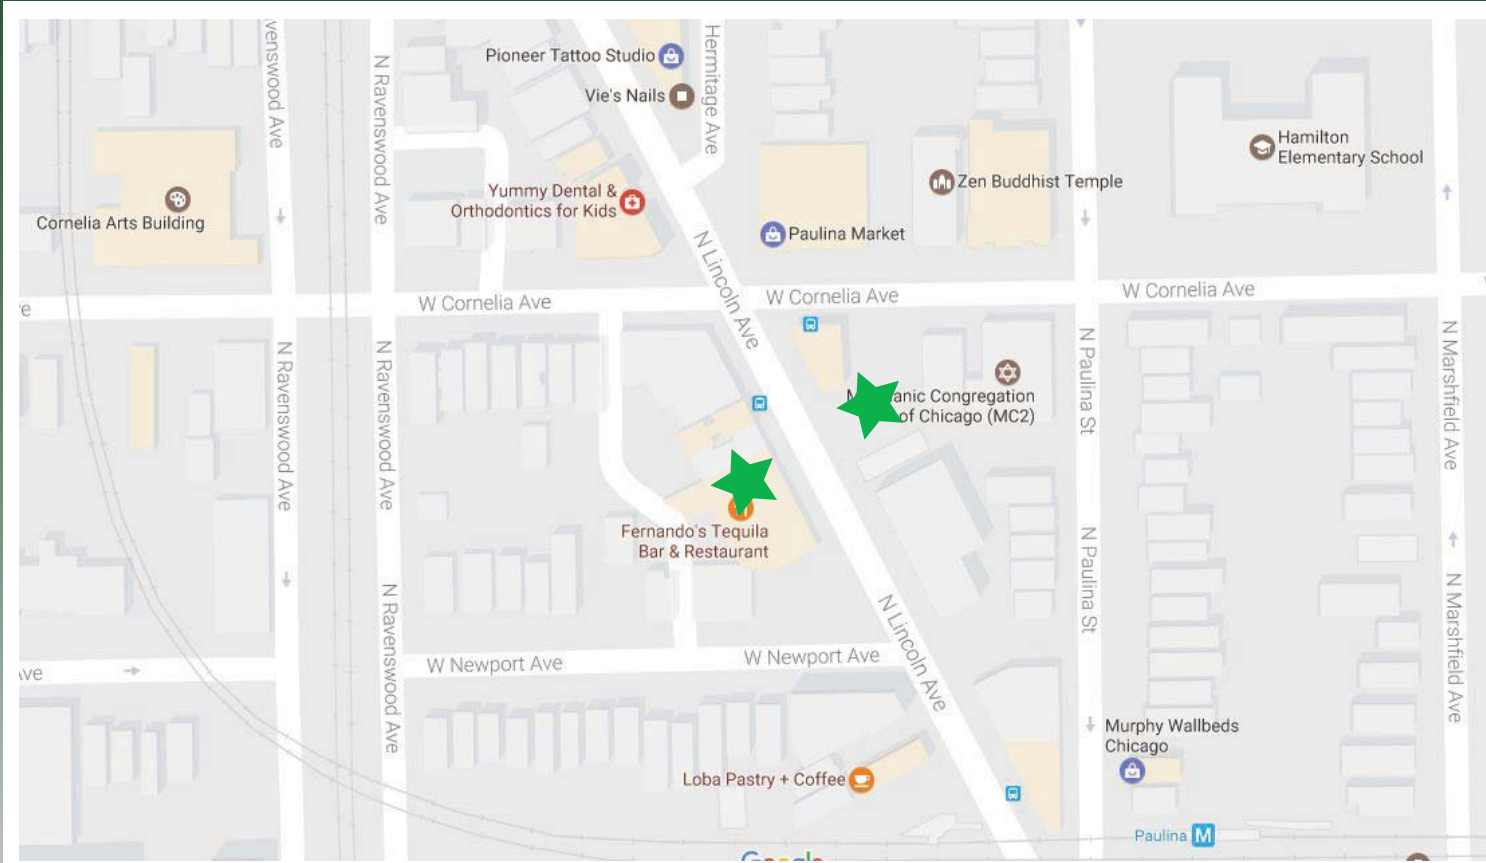 Pioneer Tattoo Studio
Vie's Nails
Hermitage Ave
venswood Ave
N Ravenswood Ave
Hamilton
Elementary School
Zen Buddhist Temple
Yummy Dental &
Orthodontics for Kids
Cornelia Arts Building
Paulina Market
N Lincoln Ave
W Cornelia Ave
W Cornelia Ave
W Cornelia Ave
N Ravenswood Ave
N Ravenswood Ave
N Paulina St
N Marshfield Ave
anic Congregation
of Chicago (MC2)
Fernando's Tequila
Bar & Restaurant
N Paulina St
N Ravenswood Ave
N Lincoln Ave
N Marshfield Ave
W Newport Ave
W Newport Ave
Ave
Murphy Wallbeds
Chicago
Loba Pastry + Coffee
Paulina M
Google